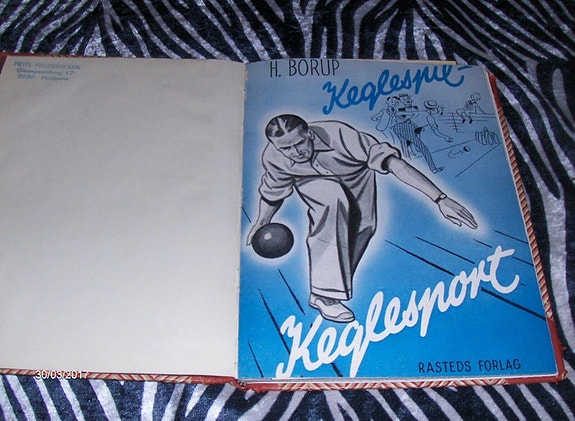 H. BORUP
Keglespil-
Keglesport
RASTEDS FORLAG
30/03/2017